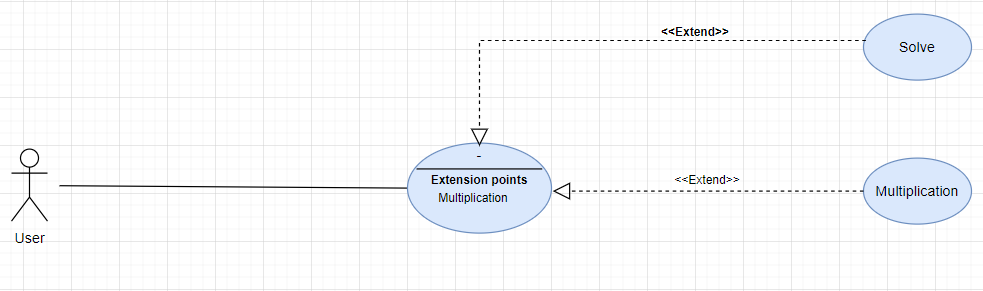 <<Extend>>
Solve
-
Extension points
Multiplication
<<Extend>>
Multiplication
User